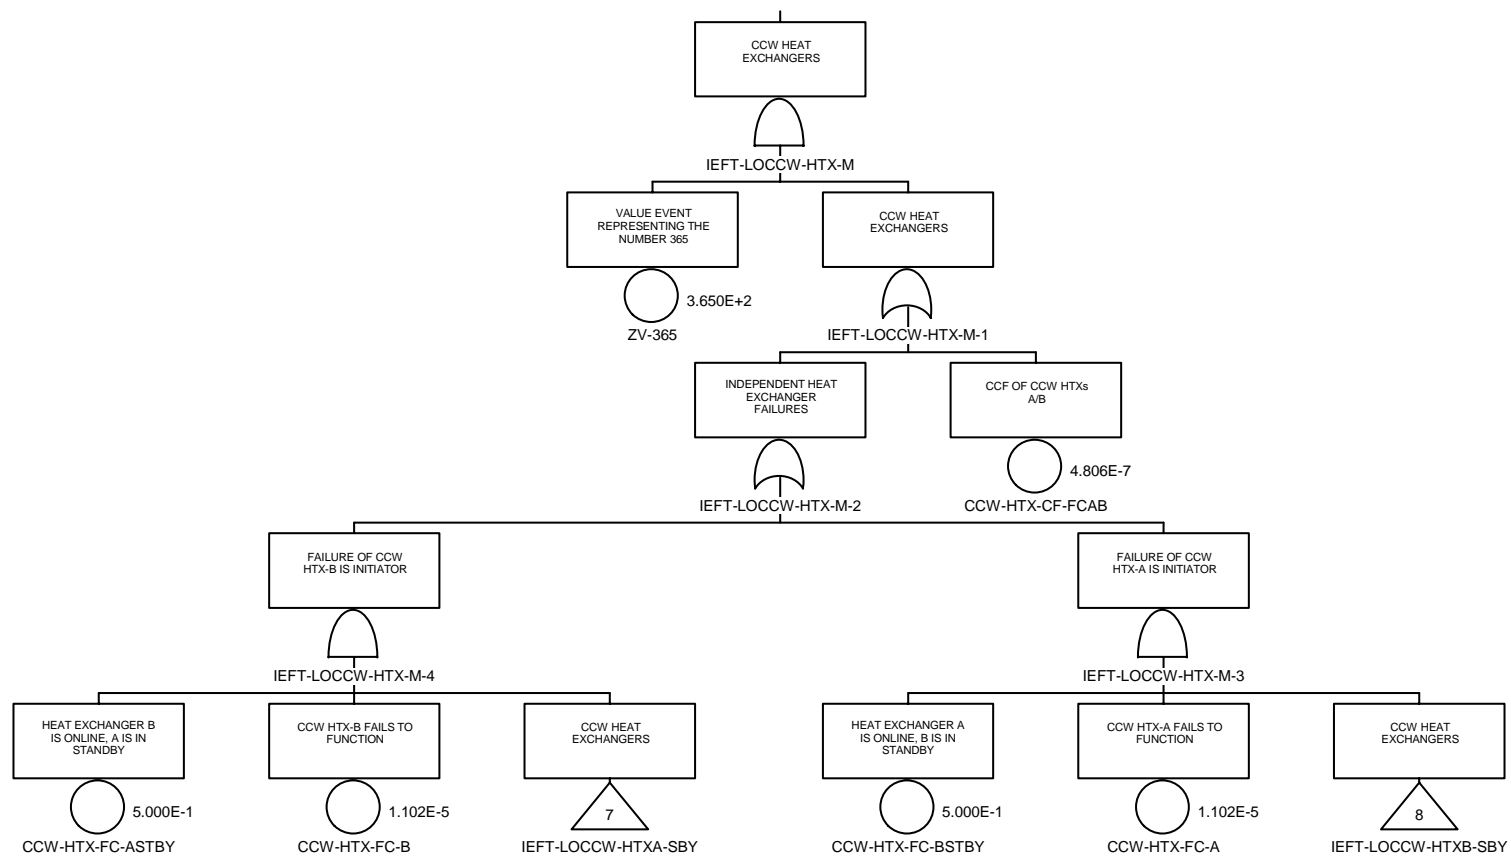 CCW HEAT
EXCHANGERS
IEFT-LOCCW-HTX-M
VALUE EVENT
REPRESENTING THE
NUMBER 365
3.650E+2
ZV-365
CCW HEAT
EXCHANGERS
IEFT-LOCCW-HTX-M-1
INDEPENDENT HEAT
EXCHANGER
FAILURES
IEFT-LOCCW-HTX-M-2
CCF OF CCW HTXs
A/B
4.806E-7
CCW-HTX-CF-FCAB
FAILURE OF CCW
HTX-B IS INITIATOR
IEFT-LOCCW-HTX-M-4
FAILURE OF CCW
HTX-A IS INITIATOR
IEFT-LOCCW-HTX-M-3
HEAT EXCHANGER B
IS ONLINE, A IS IN
STANDBY
5.000E-1
CCW-HTX-FC-ASTBY
CCW HTX-B FAILS TO
FUNCTION
1.102E-5
CCW-HTX-FC-B
CCW HEAT
EXCHANGERS
7
IEFT-LOCCW-HTXA-SBY
HEAT EXCHANGER A
IS ONLINE, B IS IN
STANDBY
5.000E-1
CCW-HTX-FC-BSTBY
CCW HTX-A FAILS TO
FUNCTION
1.102E-5
CCW-HTX-FC-A
CCW HEAT
EXCHANGERS
8
IEFT-LOCCW-HTXB-SBY